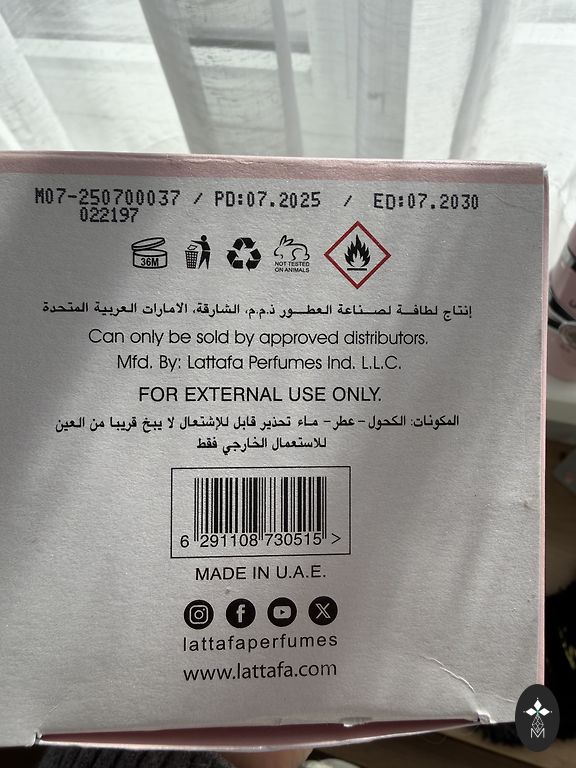 M07-250700037 / PD:07.2025 / ED:07.2030
022197
36M
NOT TESTED
ON ANIMALS
إنتاج لطافة لصناعة العطور ذ.م.م، الشارقة، الامارات العربية المتحدة
Can only be sold by approved distributors.
Mfd. By: Lattafa Perfumes Ind. L.L.C.
FOR EXTERNAL USE ONLY.
المكونات: الكحول - عطر - ماء تحذير قابل للإشتعال لا يبخ قريبا من العين
للاستعمال الخارجي فقط
6 291108 730515 >
MADE IN U.A.E.
lattafaperfumes
www.lattafa.com
M